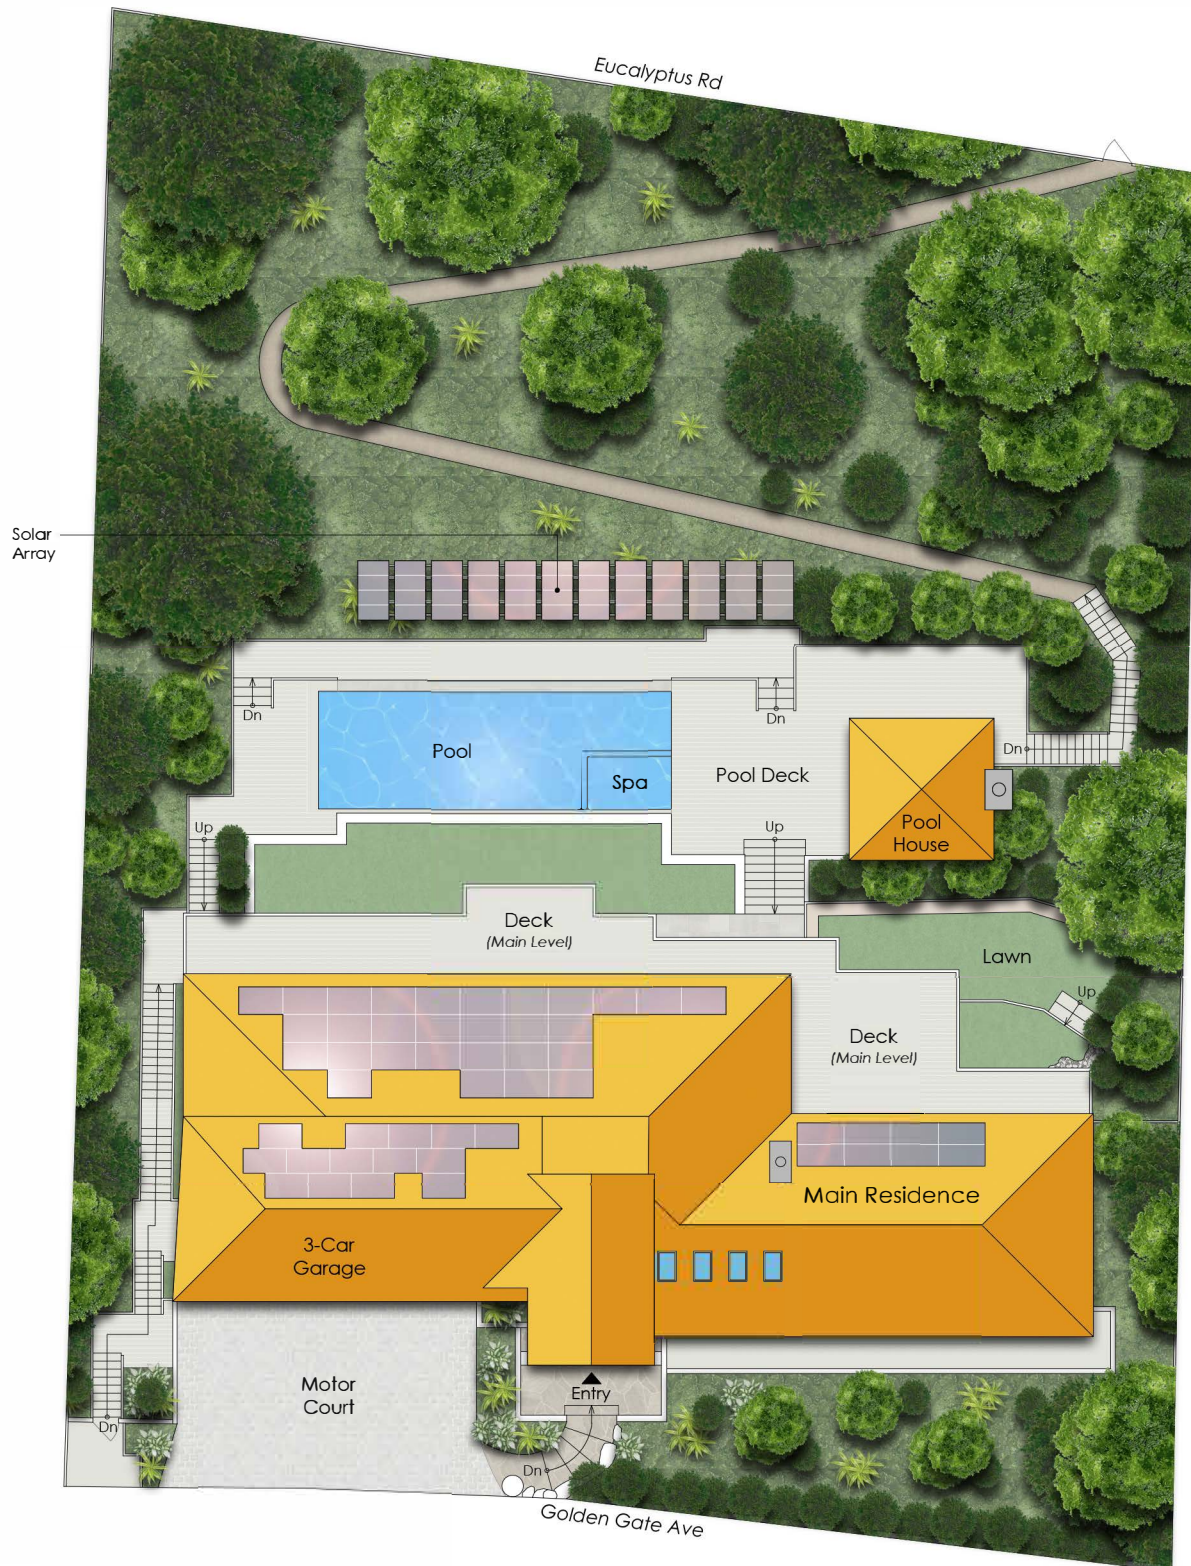 Eucalyptus Rd
Solar
Array
Dn
Dn
Pool
Spa
Pool Deck
Dn
Pool
House
Up
Up
Deck
(Main Level)
Lawn
Up
Deck
(Main Level)
Main Residence
3-Car
Garage
Motor
Court
Entry
Dn
Dn
Golden Gate Ave